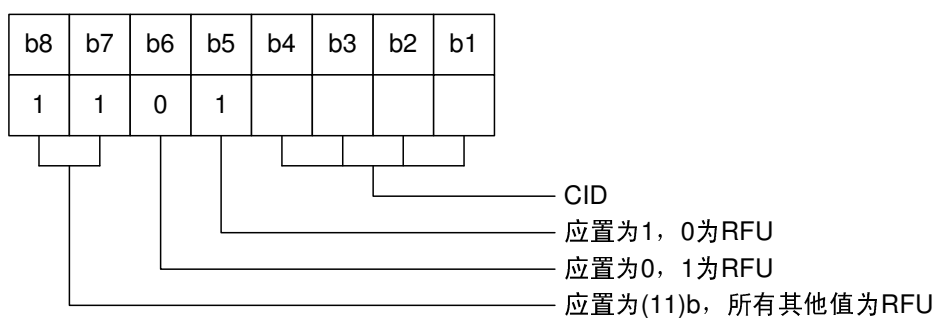 b8 b7 b6 b5 b4 b3 b2 b1
1 1 0 1
CID
应置为1，0为RFU
应置为0，1为RFU
应置为(11)b，所有其他值为RFU